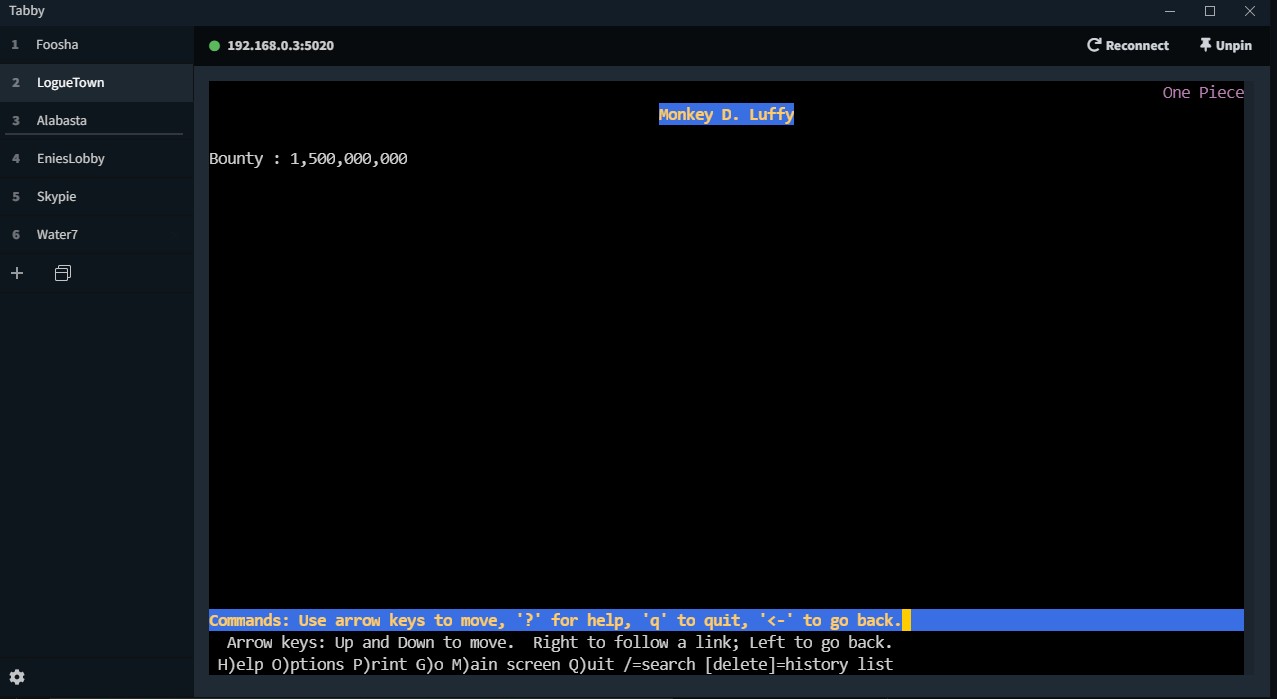 Tabby
1 Foosha
2 LogueTown
3 Alabasta
4 EniesLobby
5 Skypie
6 Water7
192.168.0.3:5020
Reconnect
Unpin
One Piece
Monkey D. Luffy
Bounty : 1,500,000,000
Commands: Use arrow keys to move, '?' for help, 'q' to quit, '<-' to go back.
Arrow keys: Up and Down to move. Right to follow a link; Left to go back.
H)elp O)ptions P)rint G)o M)ain screen Q)uit /=search [delete]=history list